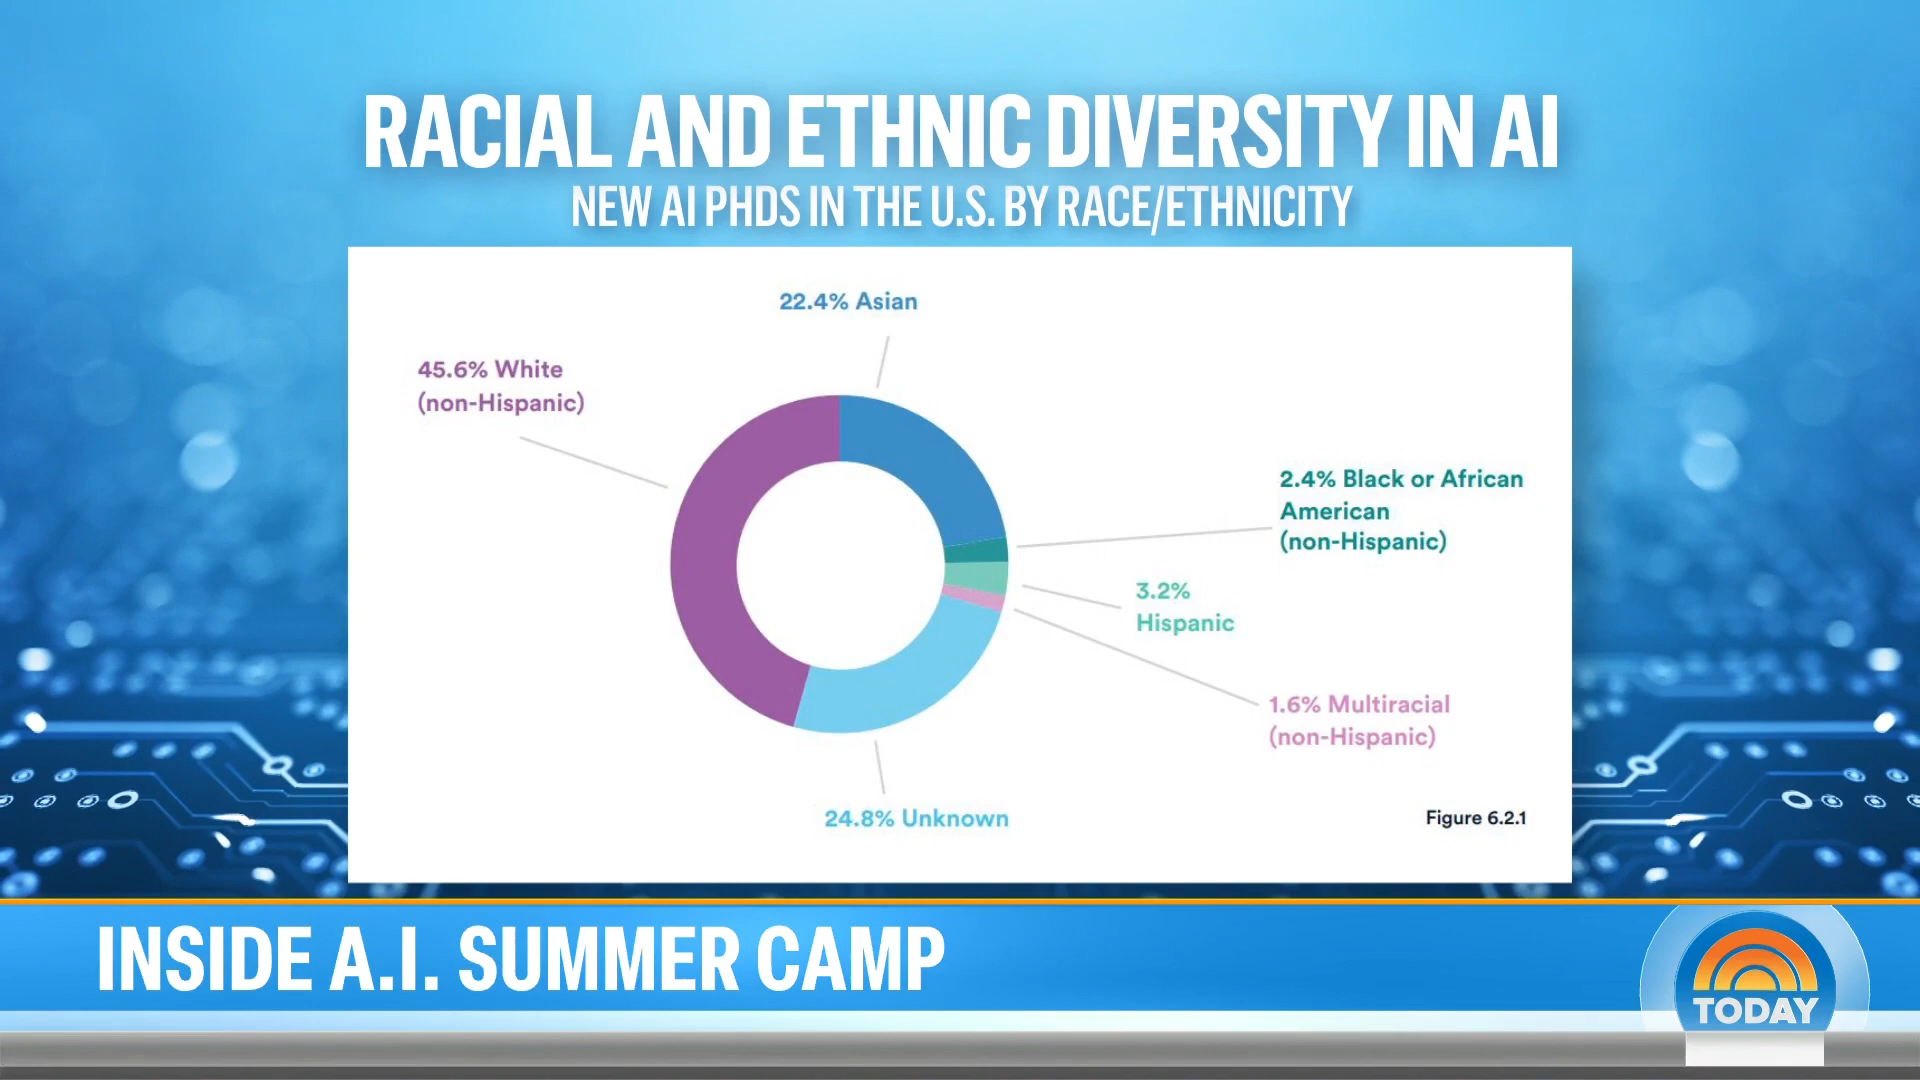 RACIAL AND ETHNIC DIVERSITY IN AI
NEW AI PHDS IN THE U.S. BY RACE/ETHNICITY
22.4% Asian
45.6% White
(non-Hispanic)
2.4% Black or African
American
(non-Hispanic)
3.2%
Hispanic
1.6% Multiracial
(non-Hispanic)
24.8% Unknown
Figure 6.2.1
INSIDE A.I. SUMMER CAMP
TODAY